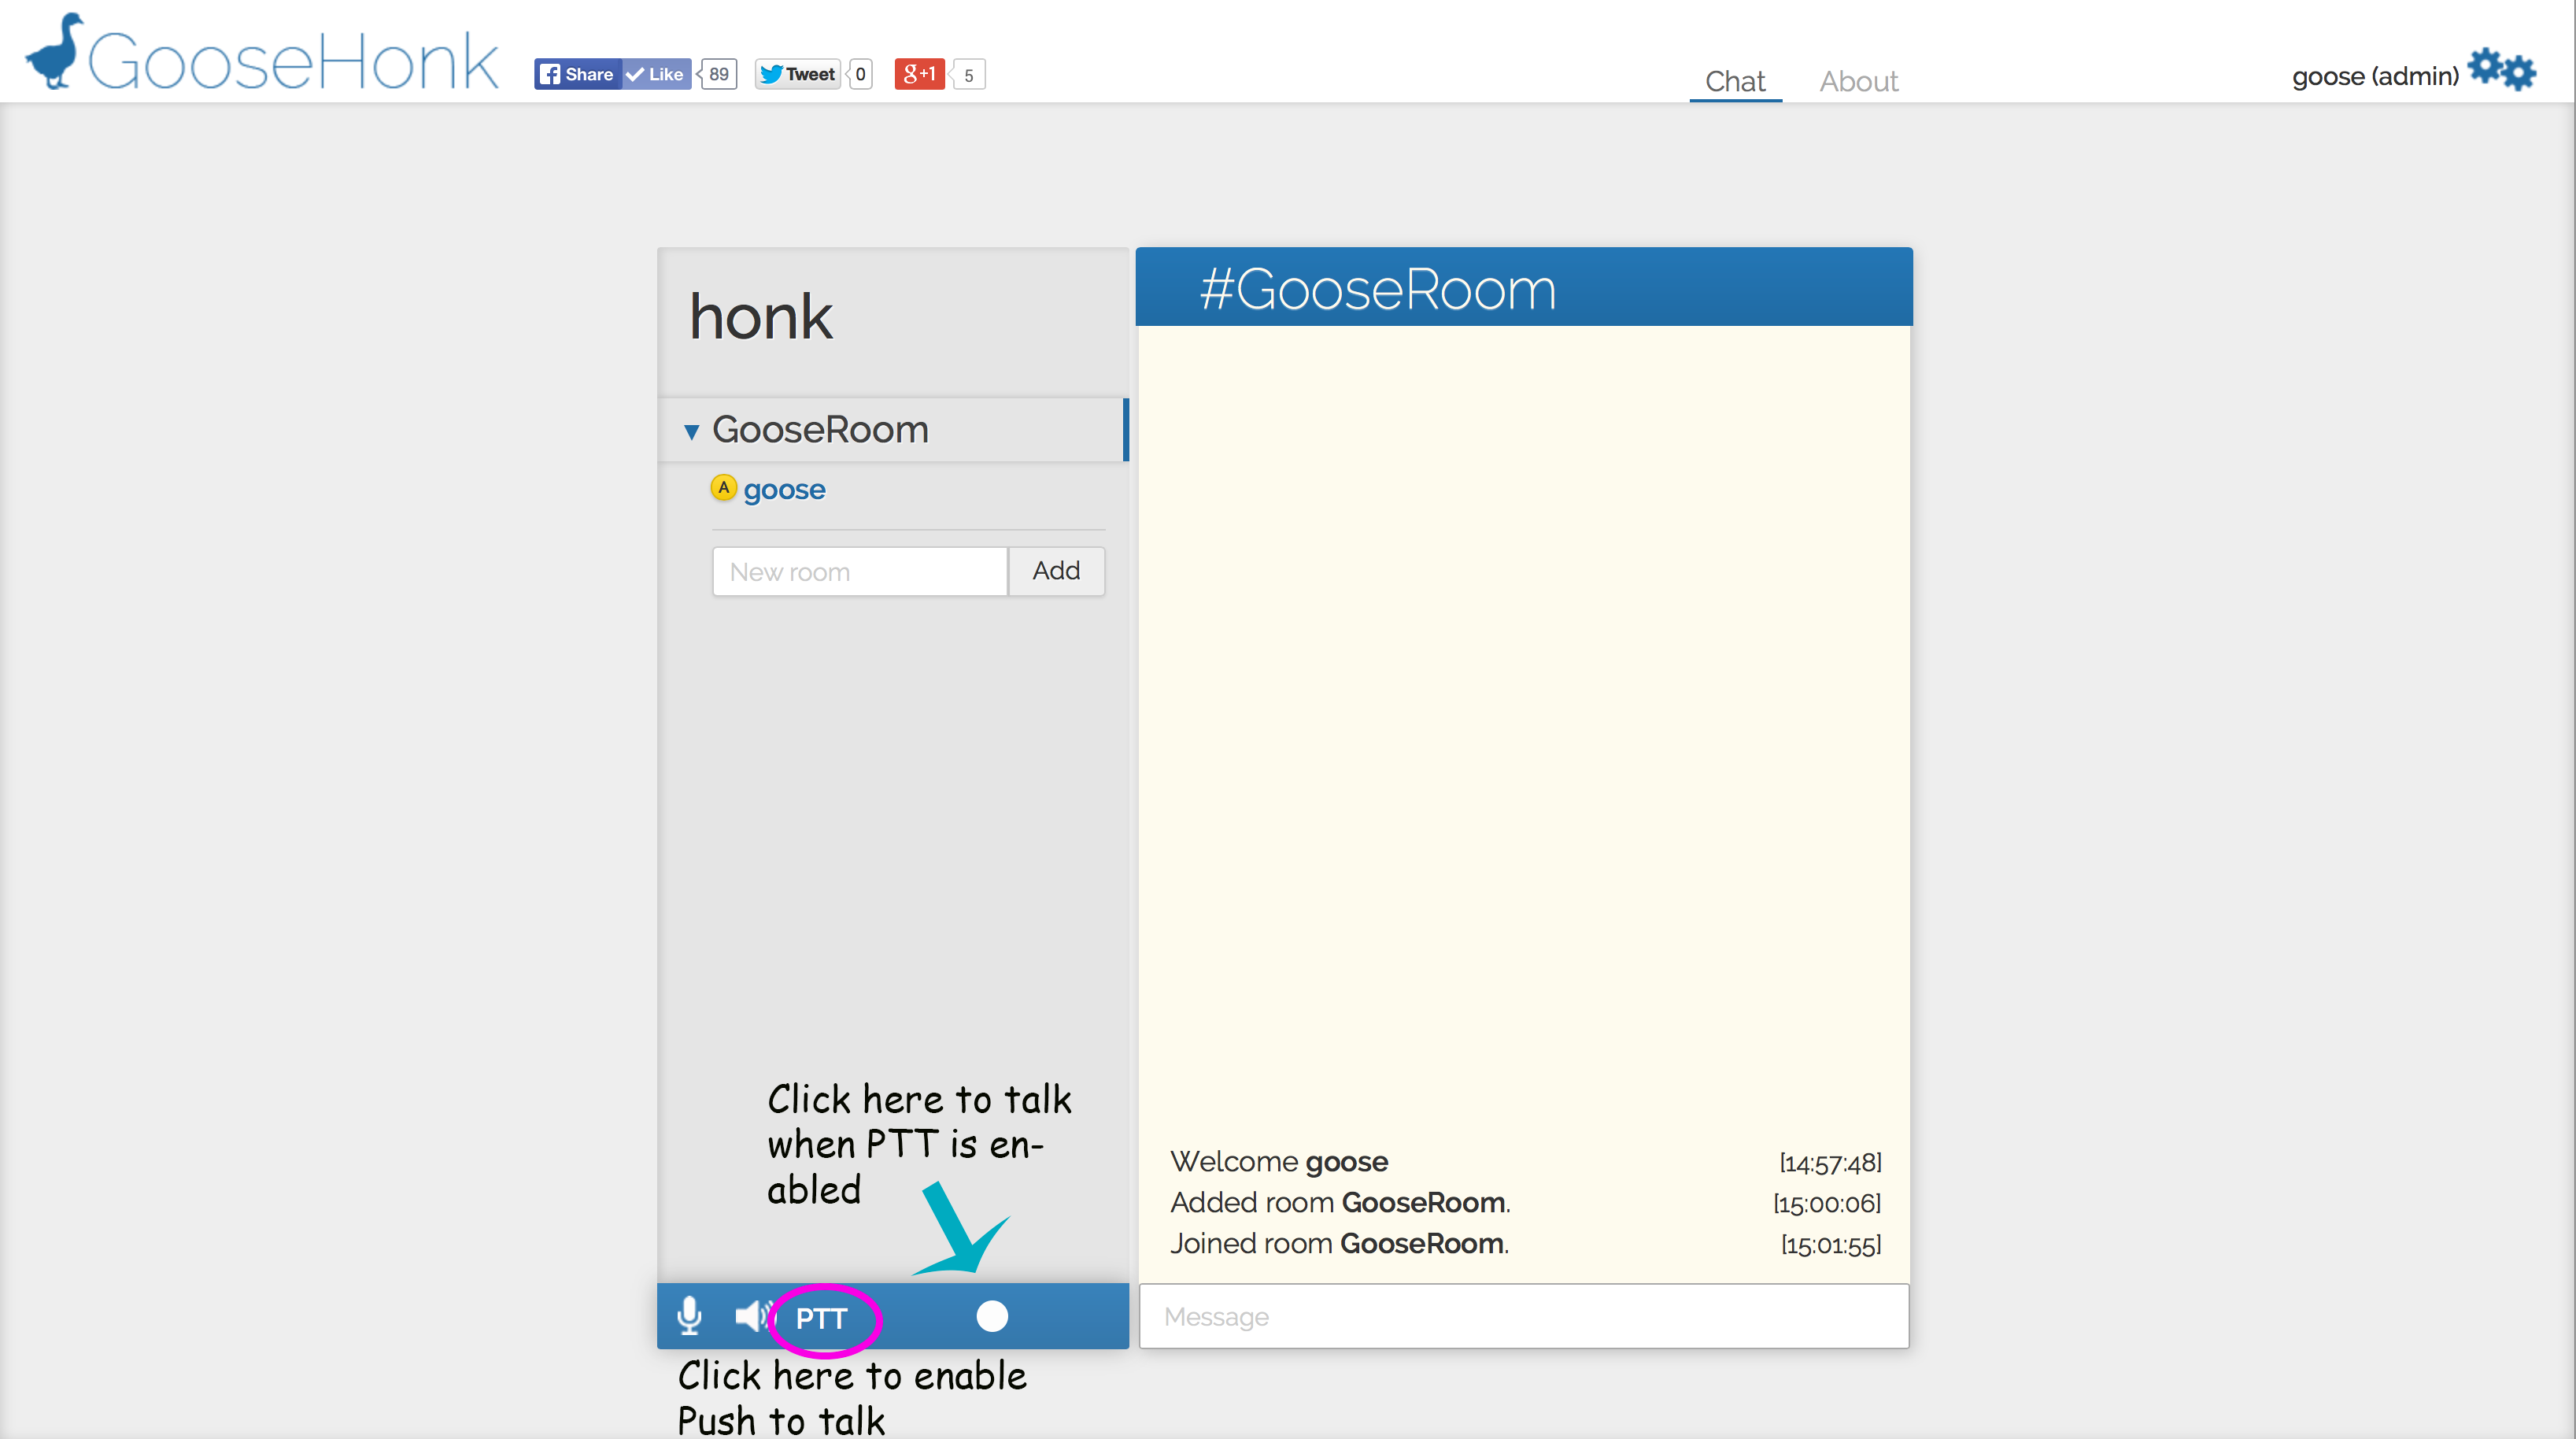 GooseHonk
Share Like 89 Tweet 0 g+1 5
Chat About
goose (admin)
honk
GooseRoom
A goose
New room Add
Click here to talk
when PTT is en-
abled
PTT
Click here to enable
Push to talk
#GooseRoom
Welcome goose [14:57:48]
Added room GooseRoom. [15:00:06]
Joined room GooseRoom. [15:01:55]
Message